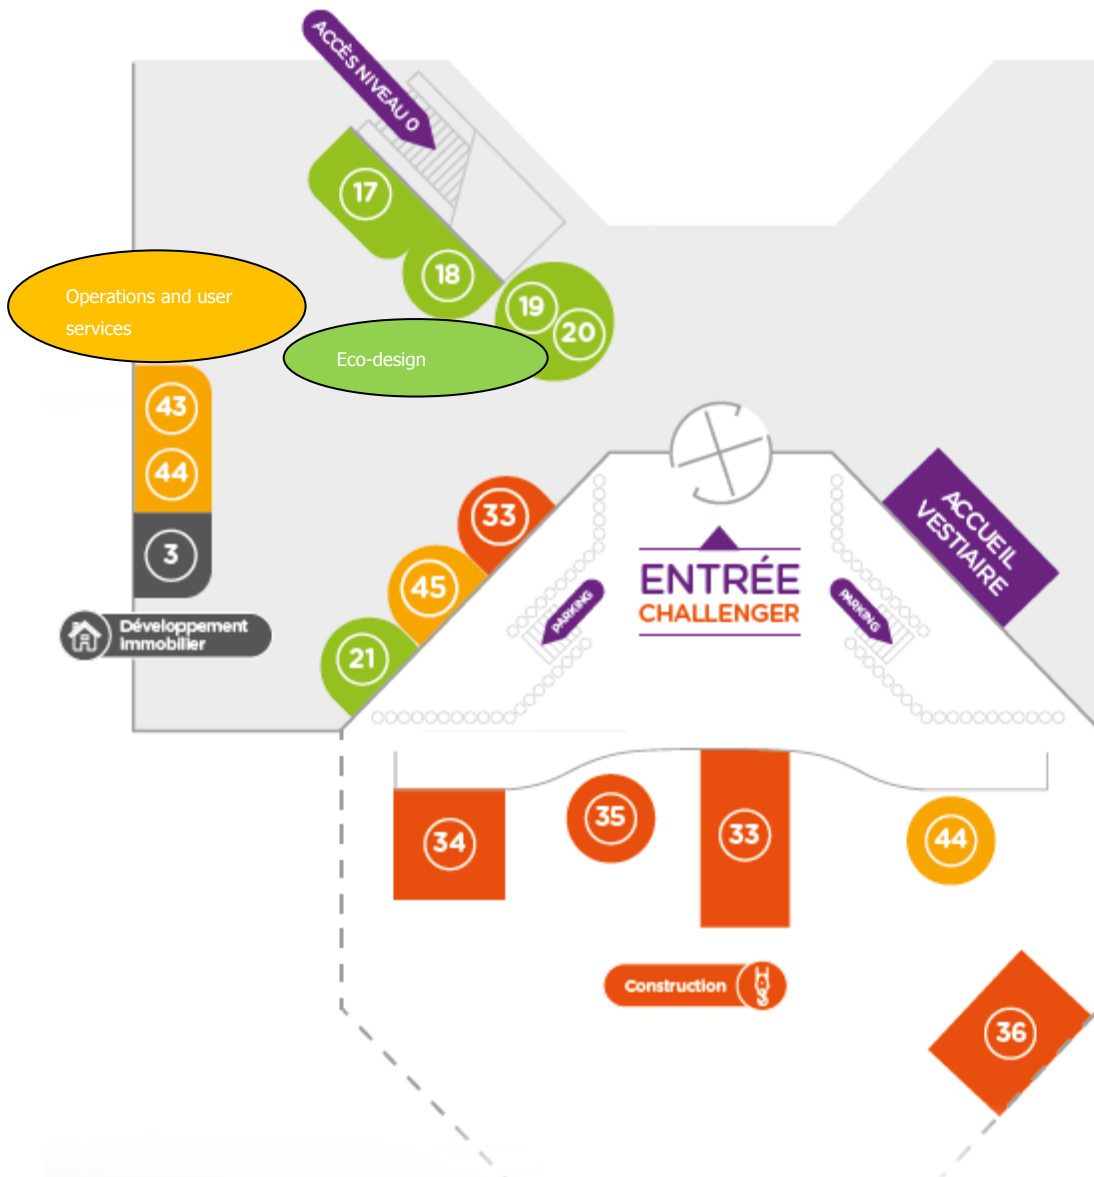 ACCÈS NIVEAU 0
17
18
19
20
Operations and user
services
Eco-design
43
44
3
Développement
immobilier
33
45
21
ENTRÉE
CHALLENGER
PARKING
PARKING
ACCUEIL
VESTIAIRE
34
35
33
44
Construction
36